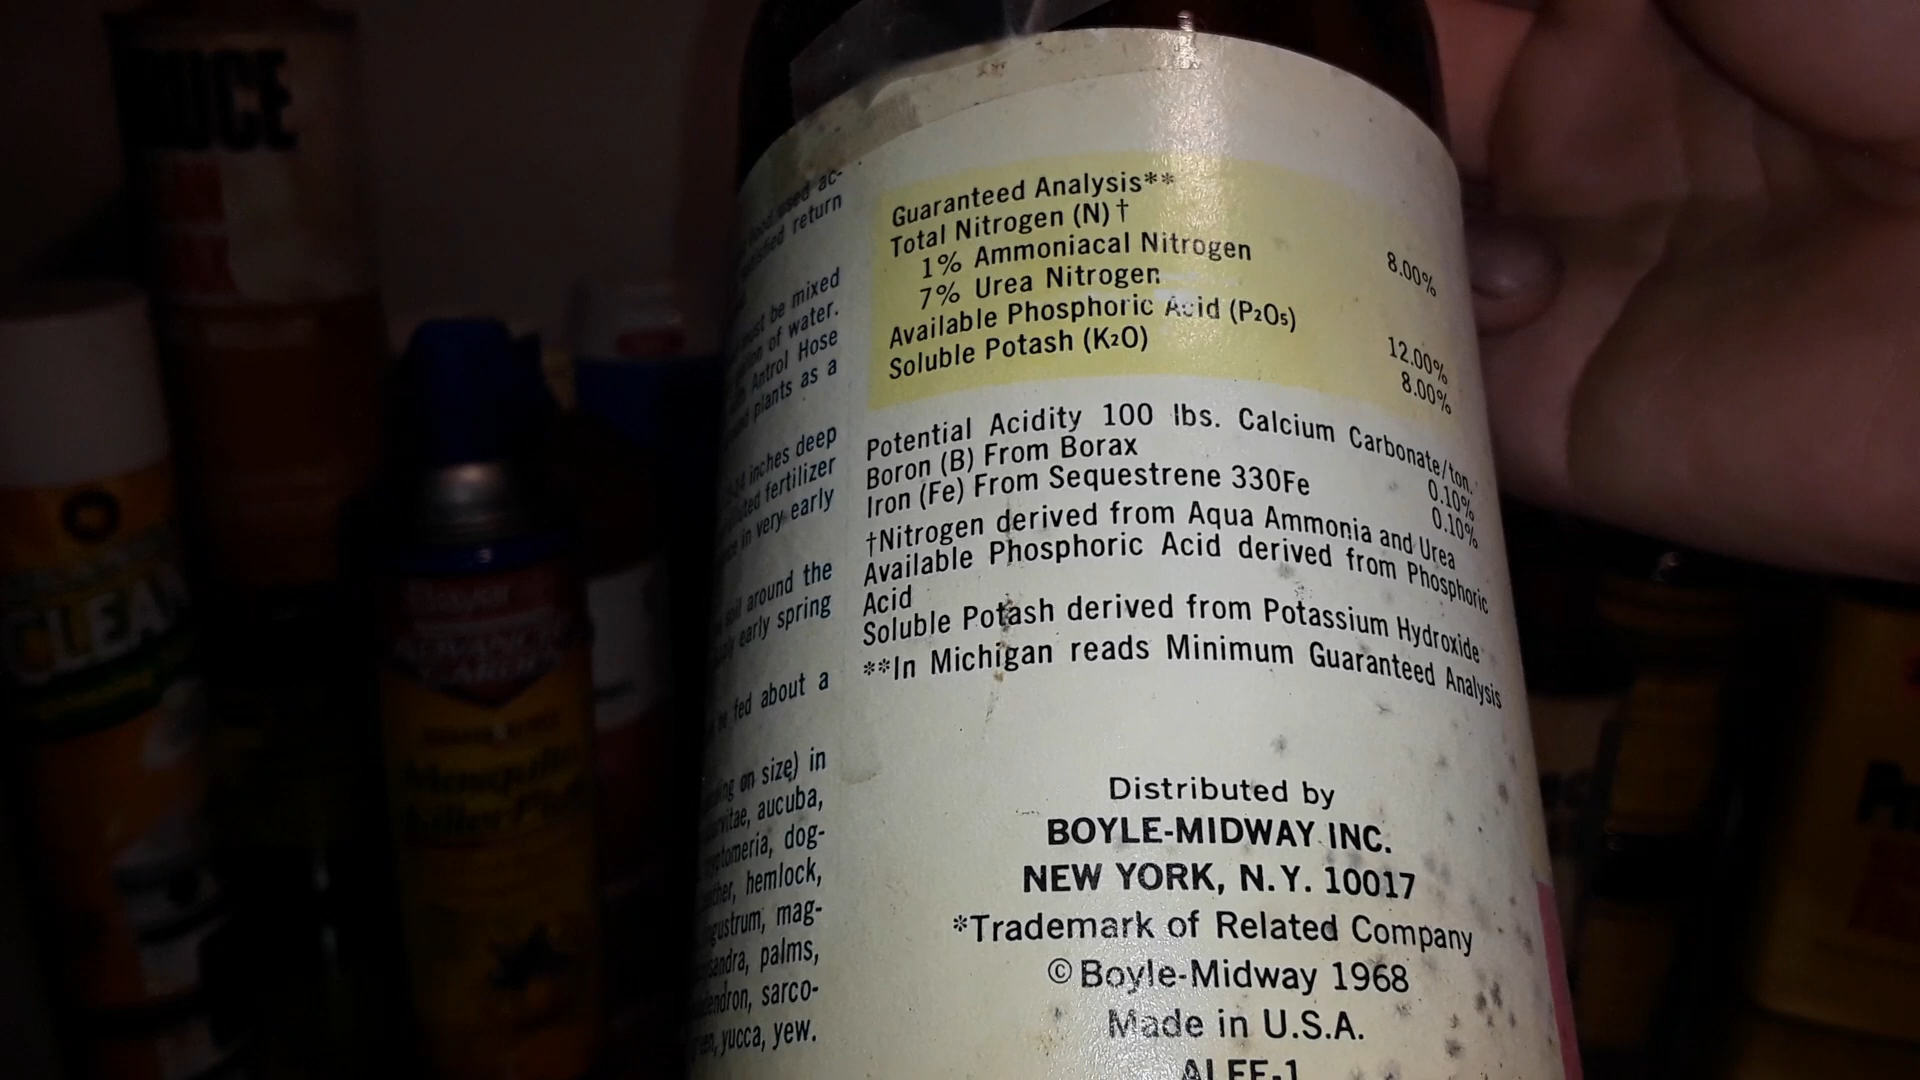 UICE
CLEAN
used ac-
return
must be mixed
of water.
Antrol Hose
plants as a
inches deep
fertilizer
in very early
soil around the
early spring
fed about a
on size) in
aucuba,
dog-
hemlock,
mag-
palms,
sarco-
yucca, yew.
Guaranteed Analysis**
Total Nitrogen (N) † 8.00%
1% Ammoniacal Nitrogen
7% Urea Nitrogen
Available Phosphoric Acid (P₂O₅) 12.00%
Soluble Potash (K₂O) 8.00%
Potential Acidity 100 lbs. Calcium Carbonate/ton.
Boron (B) From Borax 0.10%
Iron (Fe) From Sequestrene 330Fe 0.10%
†Nitrogen derived from Aqua Ammonia and Urea
Available Phosphoric Acid derived from Phosphoric
Acid
Soluble Potash derived from Potassium Hydroxide
**In Michigan reads Minimum Guaranteed Analysis
Distributed by
BOYLE-MIDWAY INC.
NEW YORK, N.Y. 10017
*Trademark of Related Company
© Boyle-Midway 1968
Made in U.S.A.